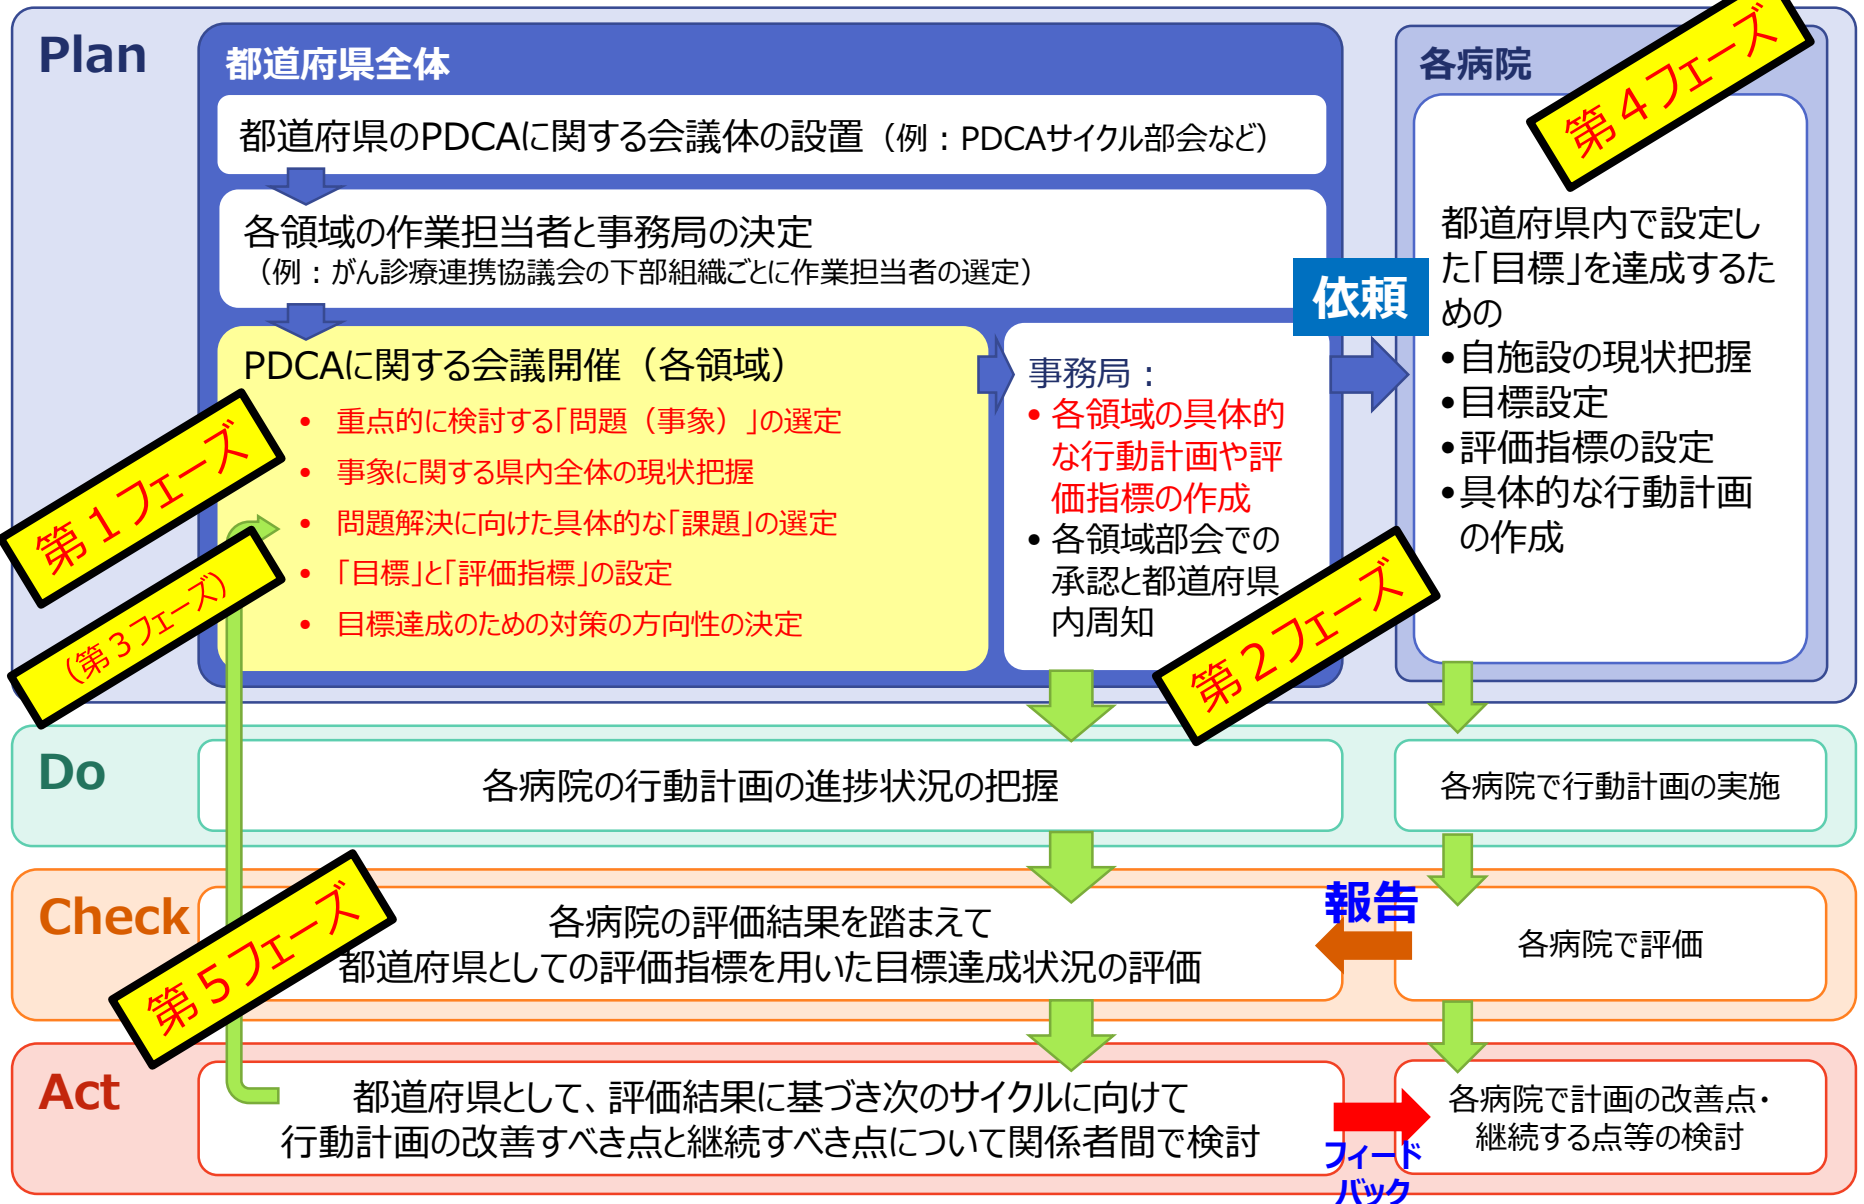 Plan
都道府県全体
都道府県のPDCAに関する会議体の設置（例：PDCAサイクル部会など）
各領域の作業担当者と事務局の決定
（例：がん診療連携協議会の下部組織ごとに作業担当者の選定）
PDCAに関する会議開催（各領域）
• 重点的に検討する「問題（事象）」の選定
• 事象に関する県内全体の現状把握
• 問題解決に向けた具体的な「課題」の選定
• 「目標」と「評価指標」の設定
• 目標達成のための対策の方向性の決定
第１フェーズ
（第３フェーズ）
事務局：
• 各領域の具体的
な行動計画や評
価指標の作成
• 各領域部会での
承認と都道府県
内周知
第２フェーズ
依頼
各病院
第４フェーズ
都道府県内で設定し
た「目標」を達成するた
めの
•自施設の現状把握
•目標設定
•評価指標の設定
•具体的な行動計画
の作成
Do
各病院の行動計画の進捗状況の把握
各病院で行動計画の実施
Check
各病院の評価結果を踏まえて
都道府県としての評価指標を用いた目標達成状況の評価
報告
各病院で評価
第５フェーズ
Act
都道府県として、評価結果に基づき次のサイクルに向けて
行動計画の改善すべき点と継続すべき点について関係者間で検討
フィード
バック
各病院で計画の改善点・
継続する点等の検討